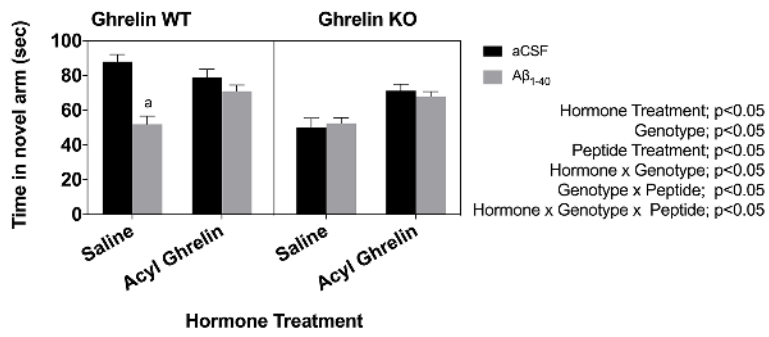 Ghrelin WT Ghrelin KO
100
80
60
40
20
0
Time in novel arm (sec)
a
Saline
Acyl Ghrelin
Saline
Acyl Ghrelin
Hormone Treatment
aCSF
Aβ1-40
Hormone Treatment; p<0.05
Genotype; p<0.05
Peptide Treatment; p<0.05
Hormone x Genotype; p<0.05
Genotype x Peptide; p<0.05
Hormone x Genotype x Peptide; p<0.05